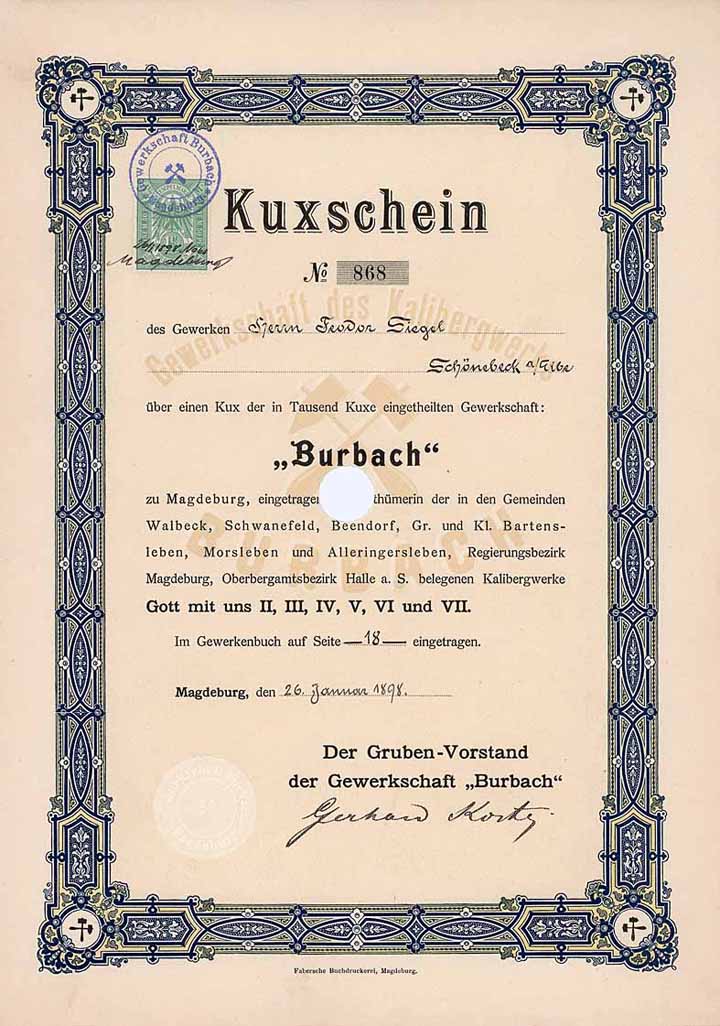 Gewerkschaft Burbach
Magdeburg
Kuxschein
№ 868
Gewerkschaft des Kalibergwerks
des Gewerken Herrn Teodor Siegel
Schönebeck a/Elbe
über einen Kux der in Tausend Kuxe eingetheilten Gewerkschaft:
„Burbach“
zu Magdeburg, eingetragen thümerin der in den Gemeinden
Walbeck, Schwanefeld, Beendorf, Gr. und Kl. Bartens-
leben, Morsleben und Alleringersleben, Regierungsbezirk
BURBACH
Magdeburg, Oberbergamtsbezirk Halle a. S. belegenen Kalibergwerke
Gott mit uns II, III, IV, V, VI und VII.
Im Gewerkenbuch auf Seite —18— eingetragen.
Magdeburg, den 26. Januar 1898.
Der Gruben-Vorstand
der Gewerkschaft „Burbach“
Gerhard Korte
Fabersche Buchdruckerei, Magdeburg.